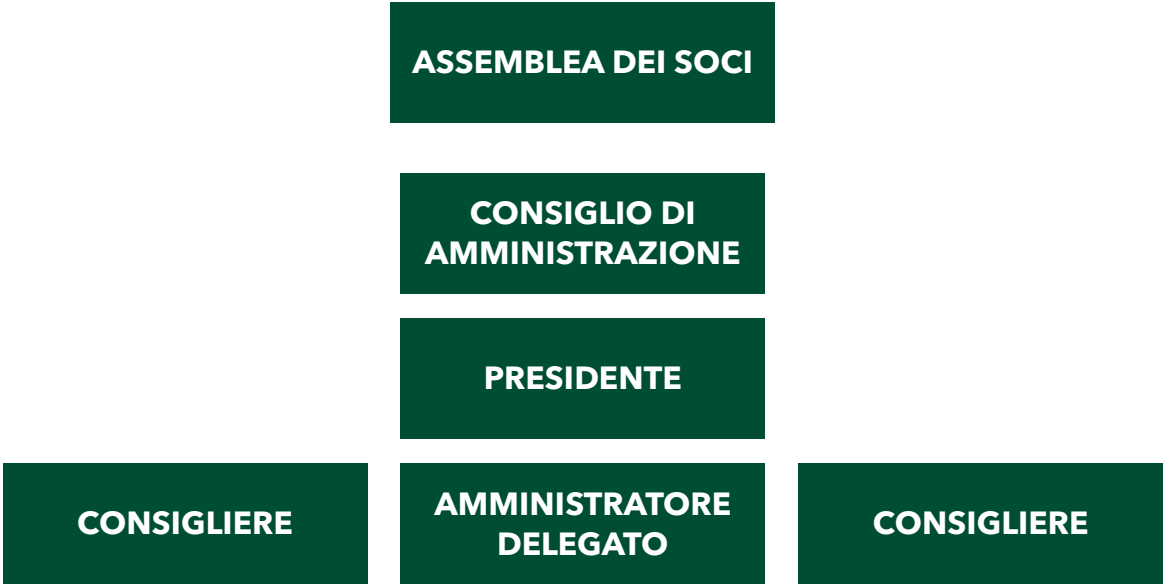 ASSEMBLEA DEI SOCI
CONSIGLIO DI
AMMINISTRAZIONE
PRESIDENTE
CONSIGLIERE
AMMINISTRATORE
DELEGATO
CONSIGLIERE